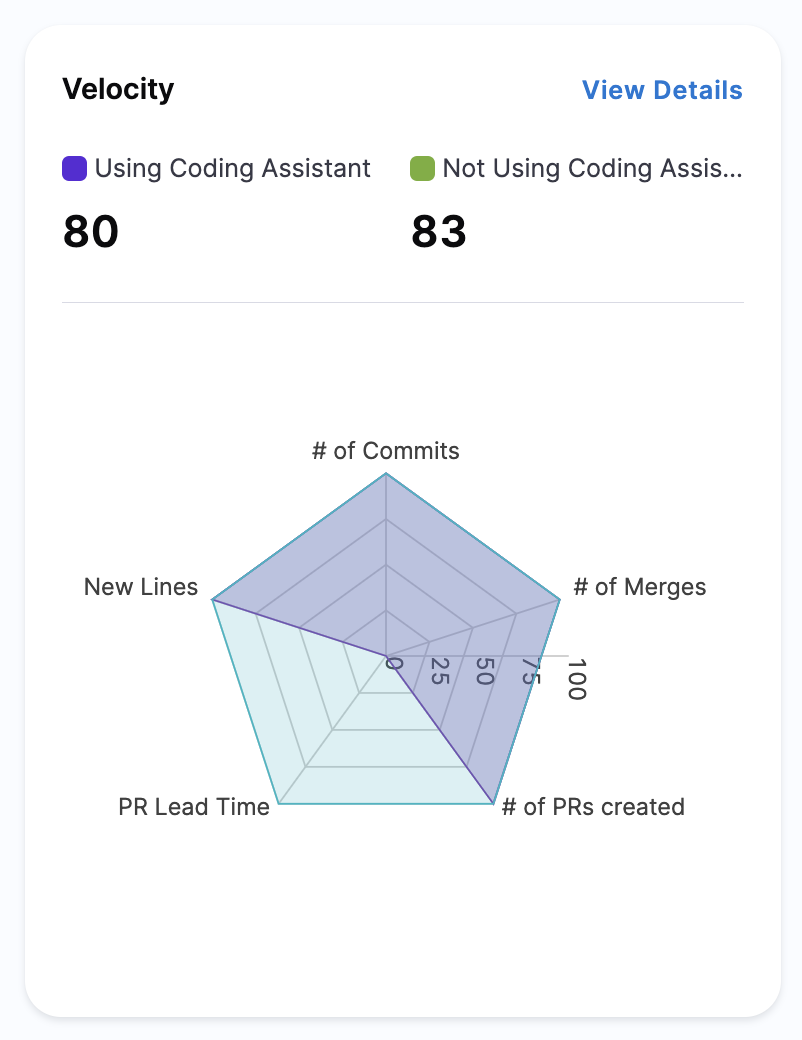 Velocity
View Details
Using Coding Assistant
Not Using Coding Assis...
80
83
# of Commits
New Lines
# of Merges
0
25
50
75
100
PR Lead Time
# of PRs created